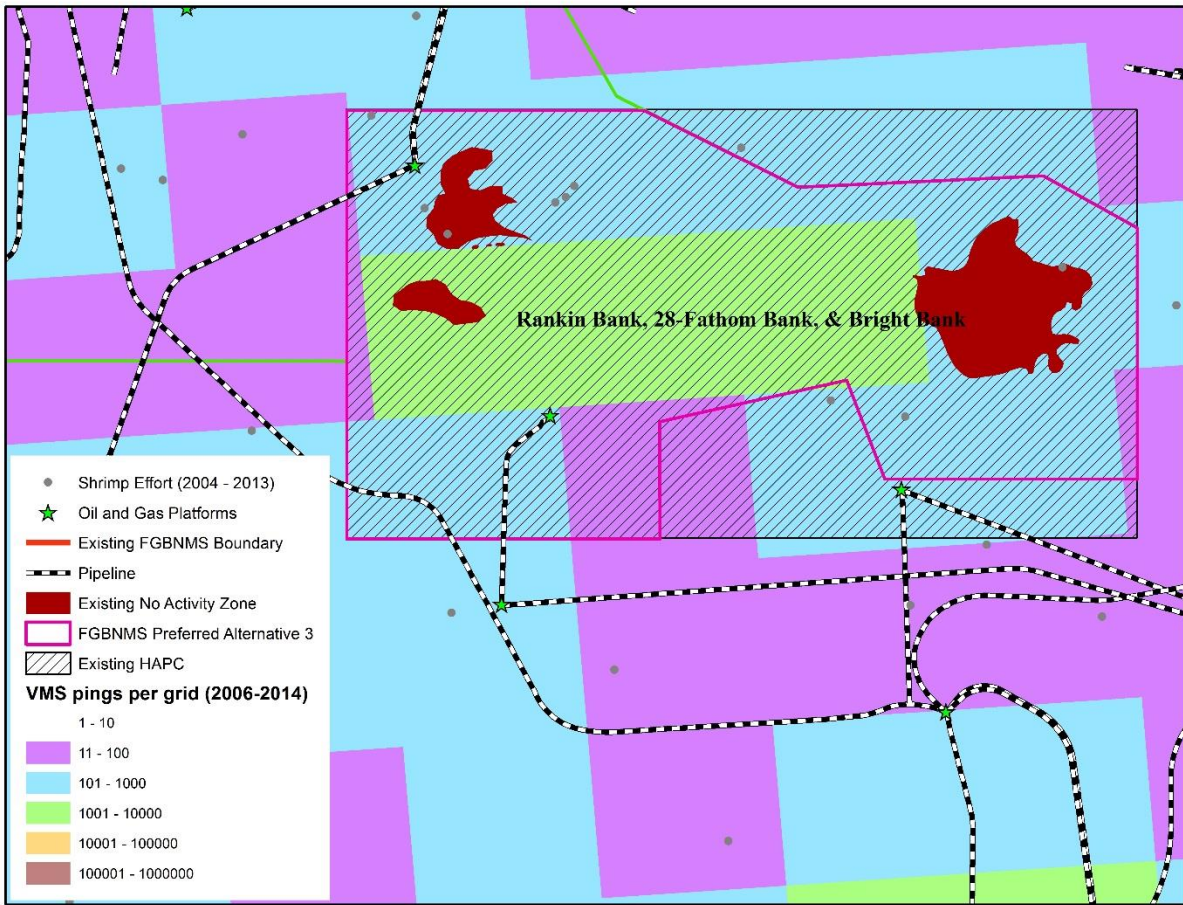 Rankin Bank, 28-Fathom Bank, & Bright Bank
Shrimp Effort (2004 - 2013)
Oil and Gas Platforms
Existing FGBNMS Boundary
Pipeline
Existing No Activity Zone
FGBNMS Preferred Alternative 3
Existing HAPC
VMS pings per grid (2006-2014)
1 - 10
11 - 100
101 - 1000
1001 - 10000
10001 - 100000
100001 - 1000000